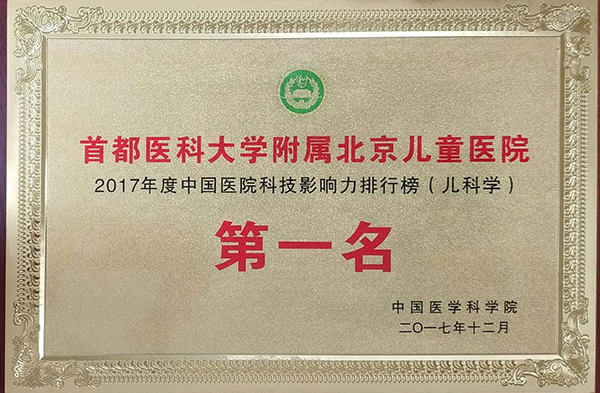 首都医科大学附属北京儿童医院
2017年度中国医院科技影响力排行榜（儿科学）
第一名
中国医学科学院
二〇一七年十二月